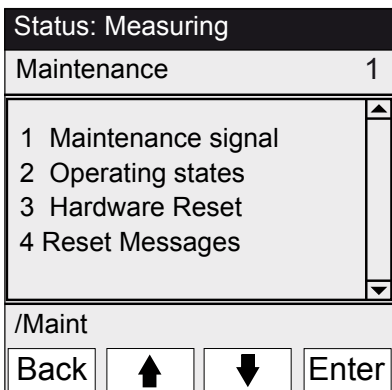 Status: Measuring
Maintenance 1
1 Maintenance signal
2 Operating states
3 Hardware Reset
4 Reset Messages
/Maint
Back Enter